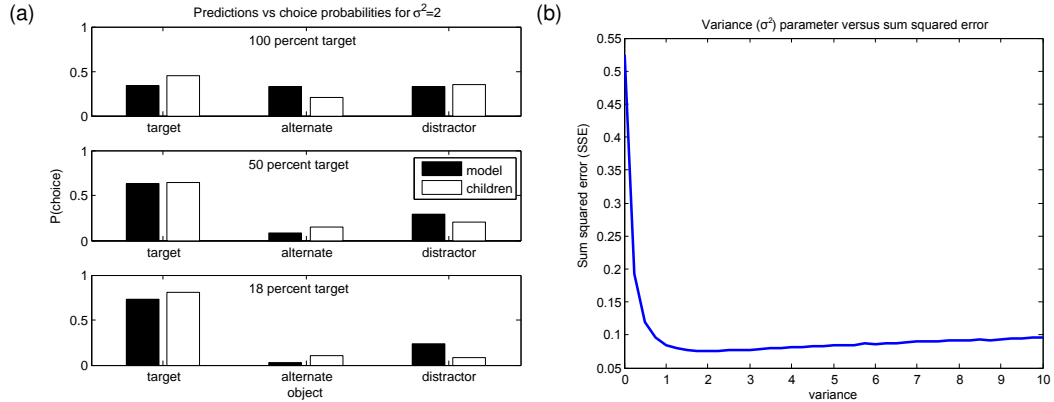 (a)
Predictions vs choice probabilities for σ²=2
100 percent target
1
0.5
0
target alternate distractor
50 percent target
1
0.5
0
model
children
target alternate distractor
P(choice)
18 percent target
1
0.5
0
target alternate distractor
object
(b)
Variance (σ²) parameter versus sum squared error
0.55
0.5
0.45
0.4
0.35
0.3
0.25
0.2
0.15
0.1
0.05
Sum squared error (SSE)
0 1 2 3 4 5 6 7 8 9 10
variance